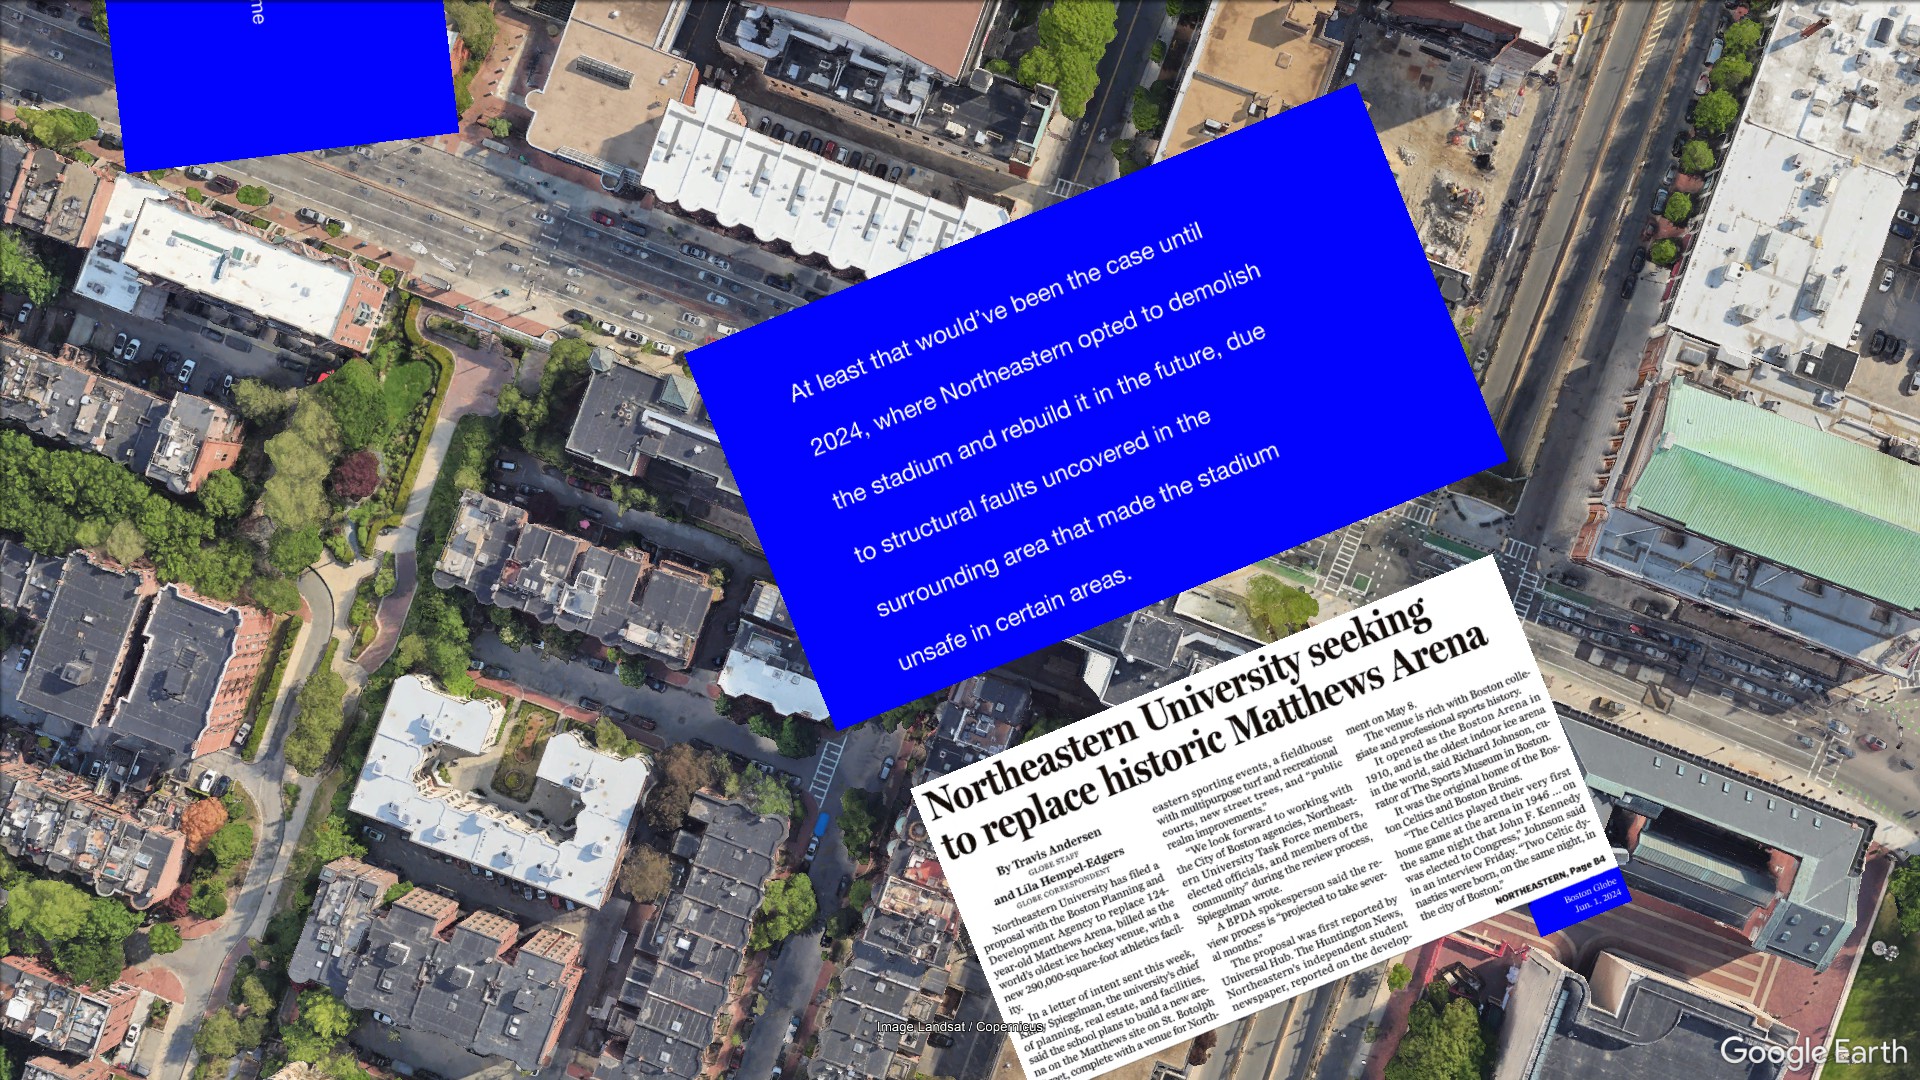 me
At least that would've been the case until
2024, where Northeastern opted to demolish
the stadium and rebuild it in the future, due
to structural faults uncovered in the
surrounding area that made the stadium
unsafe in certain areas.
Northeastern University seeking
to replace historic Matthews Arena
By Travis Andersen
GLOBE STAFF
and Lila Hempel-Edgers
GLOBE CORRESPONDENT
Northeastern University has filed a
proposal with the Boston Planning and
Development Agency to replace 124-
year-old Matthews Arena, billed as the
world's oldest ice hockey venue, with a
new 290,000-square-foot athletics facil-
ity.
In a letter of intent sent this week,
Spiegelman, the university's chief
of planning, real estate, and facilities,
said the school plans to build a new are-
na on the Matthews site on St. Botolph
complete with a venue for North-
eastern sporting events, a fieldhouse
with multipurpose turf and recreational
courts, new street trees, and "public
realm improvements."
"We look forward to working with
the City of Boston agencies, Northeast-
ern University Task Force members,
elected officials, and members of the
community" during the review process,
Spiegelman wrote.
A BPDA spokesperson said the re-
view process is "projected to take sever-
al months."
The proposal was first reported by
Universal Hub. The Huntington News,
Northeastern's independent student
newspaper, reported on the develop-
ment on May 8.
The venue is rich with Boston colle-
giate and professional sports history.
It opened as the Boston Arena in
1910, and is the oldest indoor ice arena
in the world, said Richard Johnson, cu-
rator of The Sports Museum in Boston.
It was the original home of the Bos-
ton Celtics and Boston Bruins.
"The Celtics played their very first
home game at the arena in 1946 ... on
the same night that John F. Kennedy
was elected to Congress," Johnson said
in an interview Friday. "Two Celtic dy-
nasties were born, on the same night, in
the city of Boston."
NORTHEASTERN, Page B4
Boston Globe
Jun. 1, 2024
Image Landsat / Copernicus
Google Earth